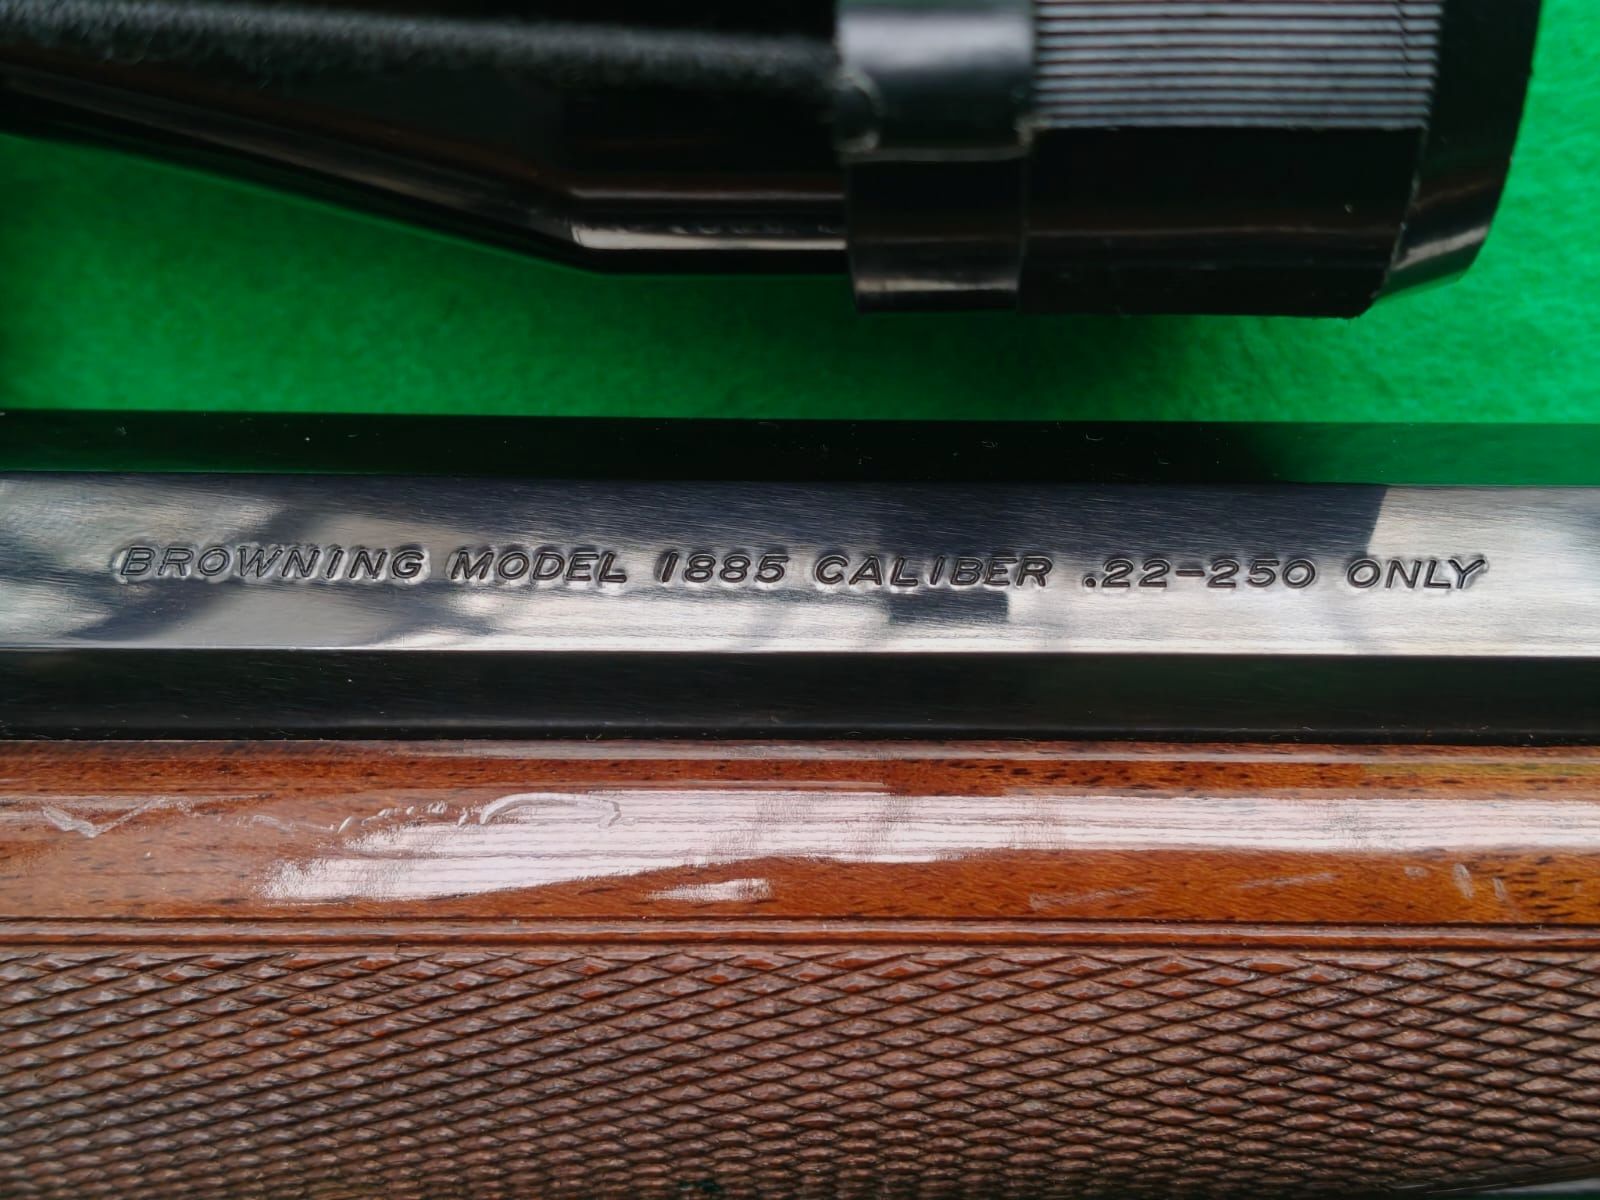 BROWNING MODEL 1885 CALIBER .22-250 ONLY